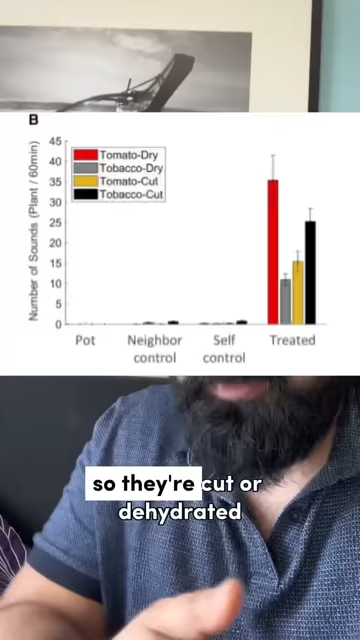 B
Number of Sounds (Plant / 60min)
45
40
35
30
25
20
15
10
5
0
Tomato-Dry
Tobacco-Dry
Tomato-Cut
Tobacco-Cut
Pot
Neighbor
control
Self
control
Treated
so they're cut or
dehydrated